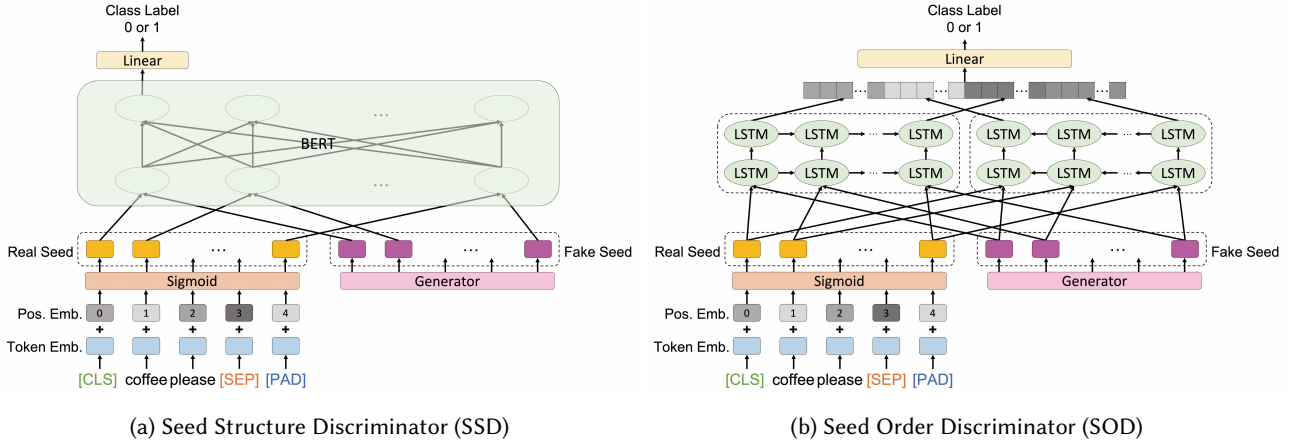 Class Label
0 or 1
Linear
BERT
...
...
Real Seed
...
...
Fake Seed
Sigmoid
Generator
Pos. Emb.
0 1 2 3 4
+ + + + +
Token Emb.
[CLS] coffee please [SEP] [PAD]
(a) Seed Structure Discriminator (SSD)
Class Label
0 or 1
Linear
... ... ... ...
LSTM LSTM ... LSTM LSTM LSTM ... LSTM
LSTM LSTM ... LSTM LSTM LSTM ... LSTM
Real Seed
...
...
Fake Seed
Sigmoid
Generator
Pos. Emb.
0 1 2 3 4
+ + + + +
Token Emb.
[CLS] coffee please [SEP] [PAD]
(b) Seed Order Discriminator (SOD)